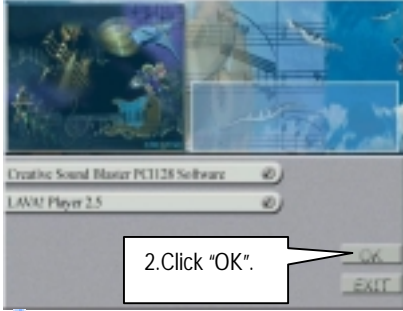 Creative Sound Blaster PCI128 Software
LAVA! Player 2.5
2.Click “OK”.
OK
EXIT